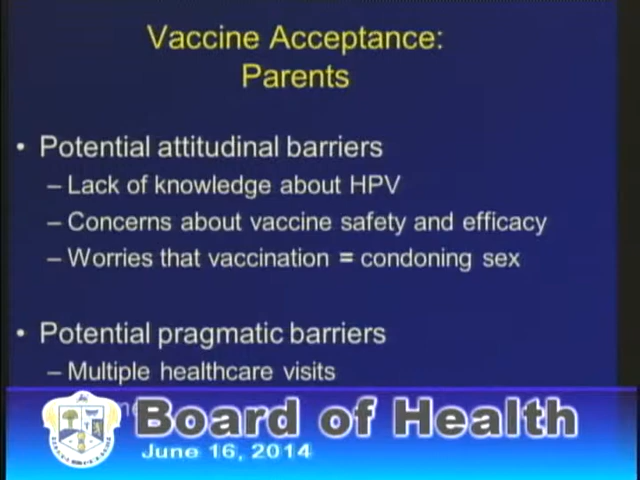 Vaccine Acceptance:
Parents
• Potential attitudinal barriers
– Lack of knowledge about HPV
– Concerns about vaccine safety and efficacy
– Worries that vaccination = condoning sex
• Potential pragmatic barriers
– Multiple healthcare visits
Board of Health
June 16, 2014